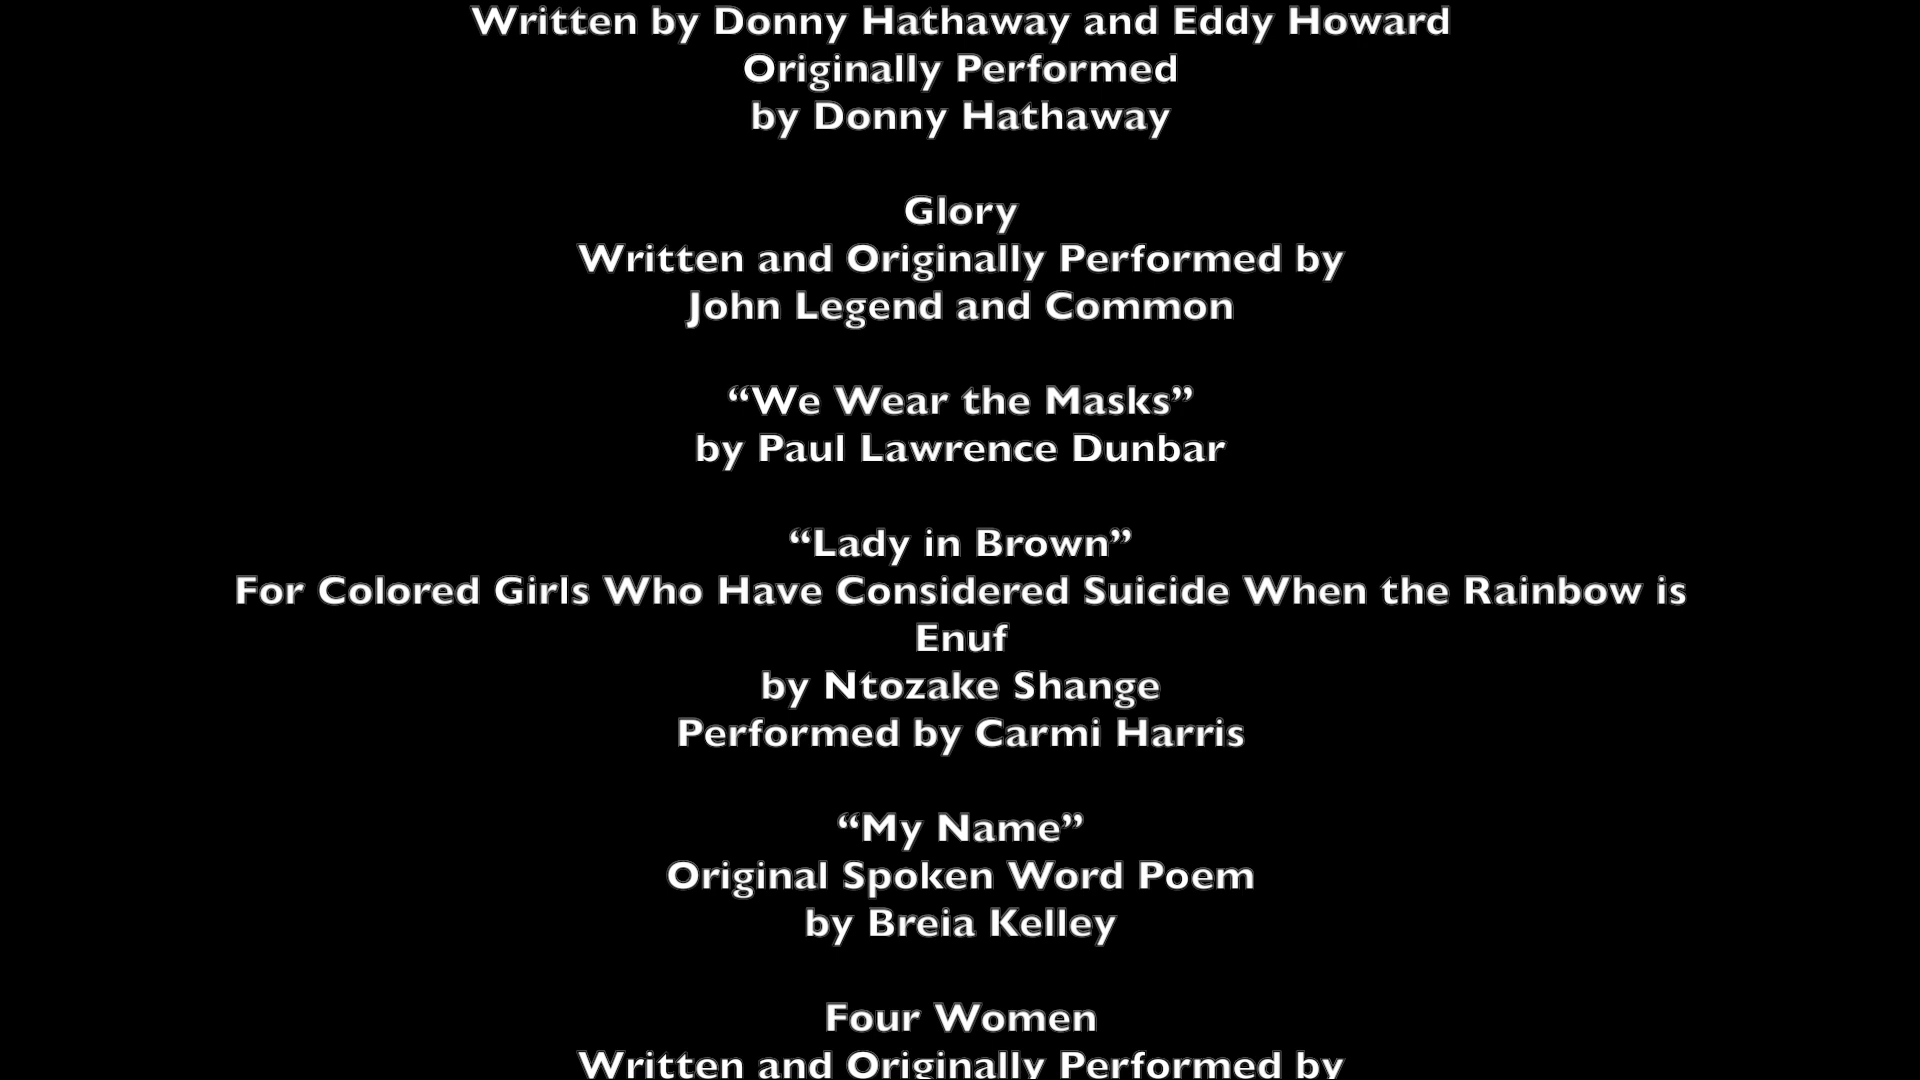 Written by Donny Hathaway and Eddy Howard
Originally Performed
by Donny Hathaway
Glory
Written and Originally Performed by
John Legend and Common
“We Wear the Masks”
by Paul Lawrence Dunbar
“Lady in Brown”
For Colored Girls Who Have Considered Suicide When the Rainbow is
Enuf
by Ntozake Shange
Performed by Carmi Harris
“My Name”
Original Spoken Word Poem
by Breia Kelley
Four Women
Written and Originally Performed by